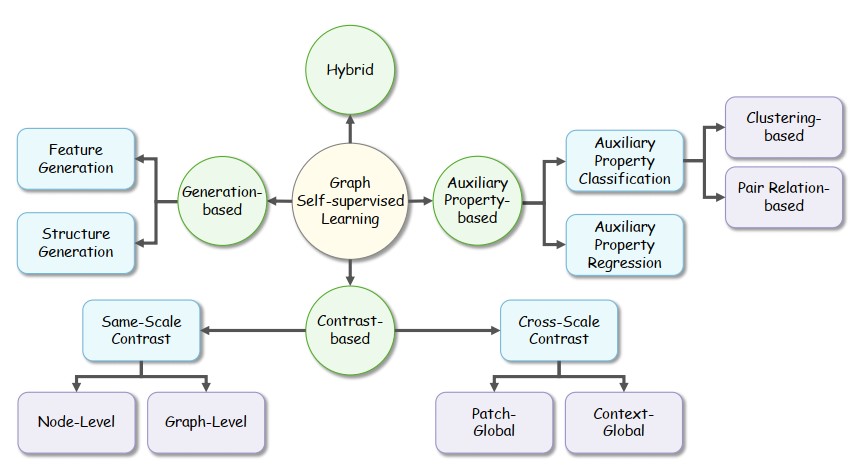 Hybrid
Feature
Generation
Structure
Generation
Generation-
based
Graph
Self-supervised
Learning
Auxiliary
Property-
based
Auxiliary
Property
Classification
Auxiliary
Property
Regression
Clustering-
based
Pair Relation-
based
Same-Scale
Contrast
Contrast-
based
Cross-Scale
Contrast
Node-Level
Graph-Level
Patch-
Global
Context-
Global